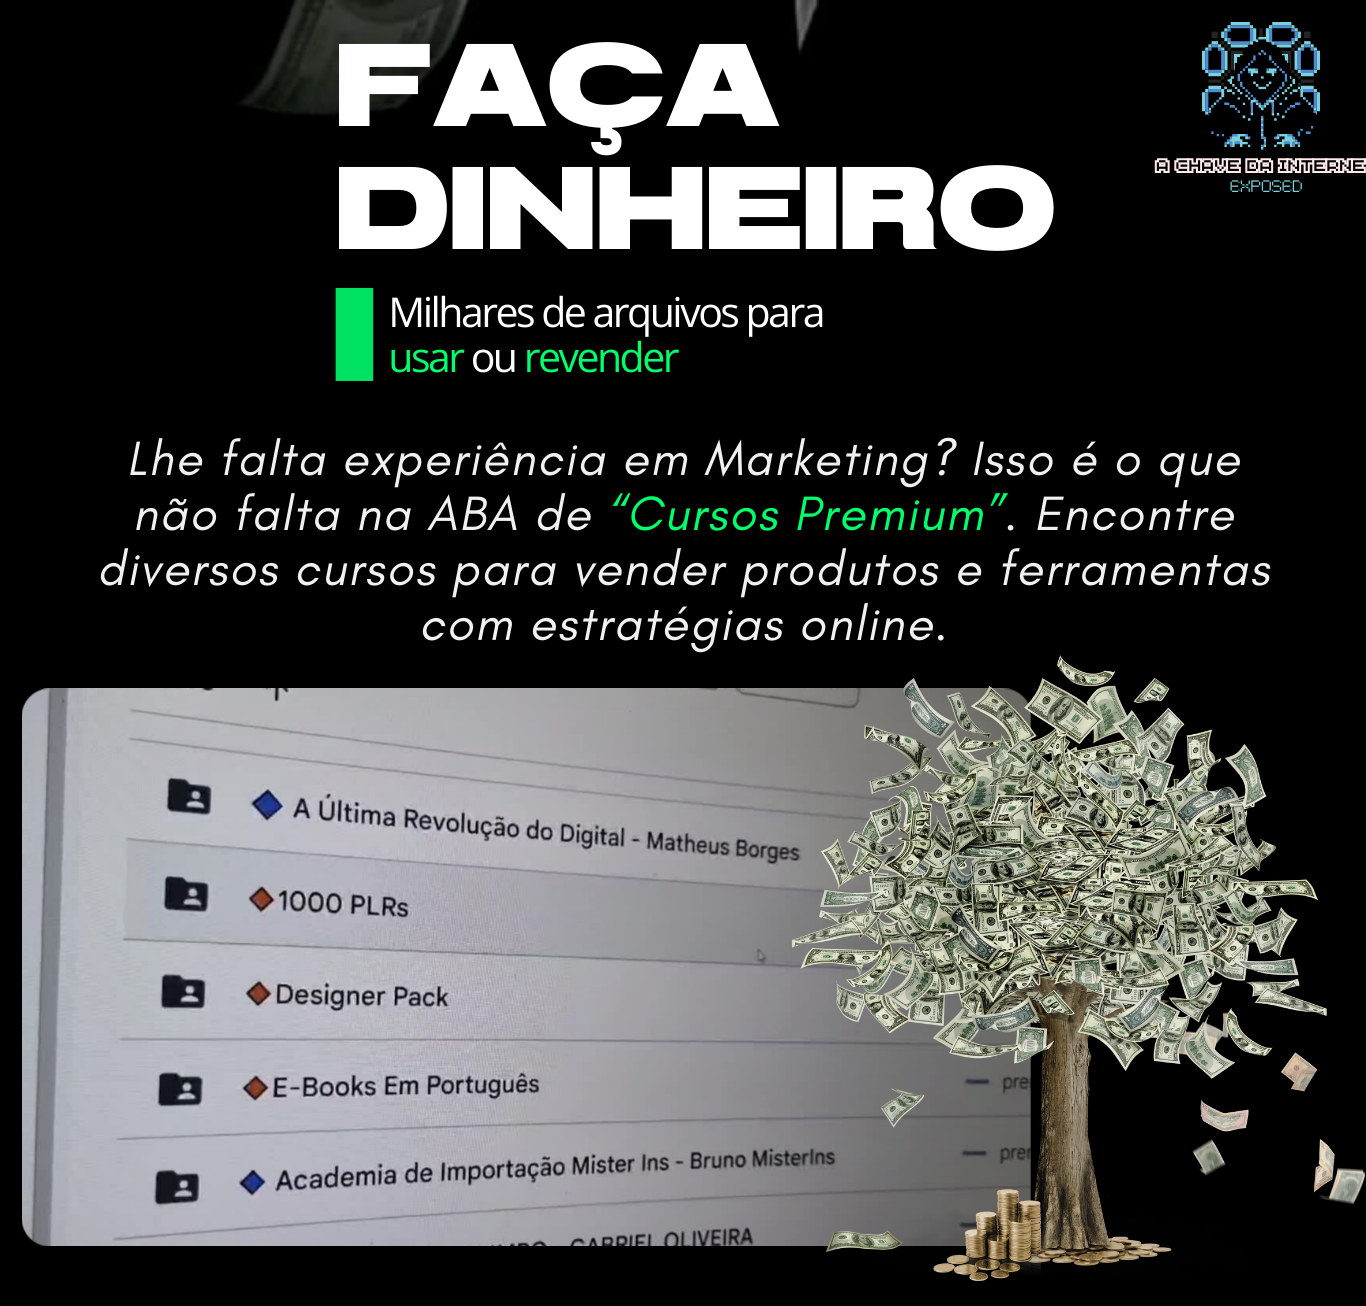 FAÇA
DINHEIRO
A CHAVE DA INTERNE
EXPOSED
Milhares de arquivos para
usar ou revender
Lhe falta experiência em Marketing? Isso é o que
não falta na ABA de “Cursos Premium”. Encontre
diversos cursos para vender produtos e ferramentas
com estratégias online.
A Última Revolução do Digital - Matheus Borges
1000 PLRs
Designer Pack
E-Books Em Português
pre
Academia de Importação Mister Ins - Bruno MisterIns
prer
GABRIEL OLIVEIRA